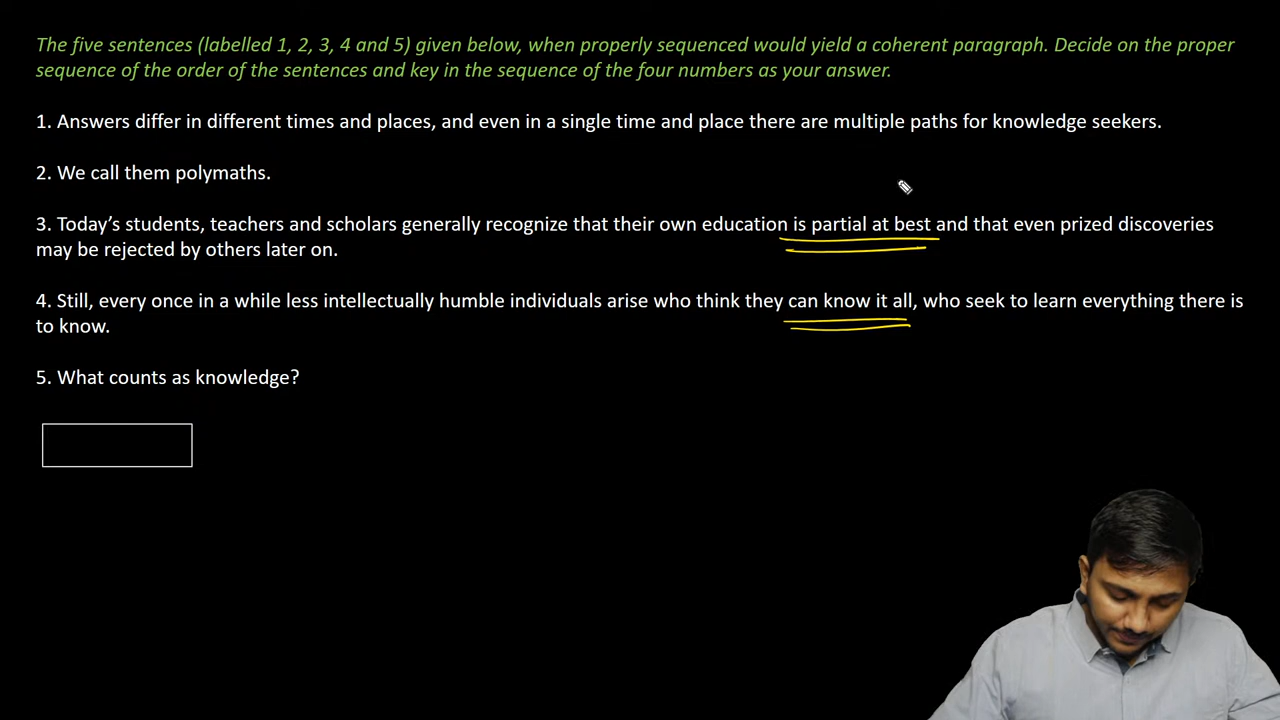 The five sentences (labelled 1, 2, 3, 4 and 5) given below, when properly sequenced would yield a coherent paragraph. Decide on the proper
sequence of the order of the sentences and key in the sequence of the four numbers as your answer.
1. Answers differ in different times and places, and even in a single time and place there are multiple paths for knowledge seekers.
2. We call them polymaths.
3. Today’s students, teachers and scholars generally recognize that their own education is partial at best and that even prized discoveries
may be rejected by others later on.
4. Still, every once in a while less intellectually humble individuals arise who think they can know it all, who seek to learn everything there is
to know.
5. What counts as knowledge?